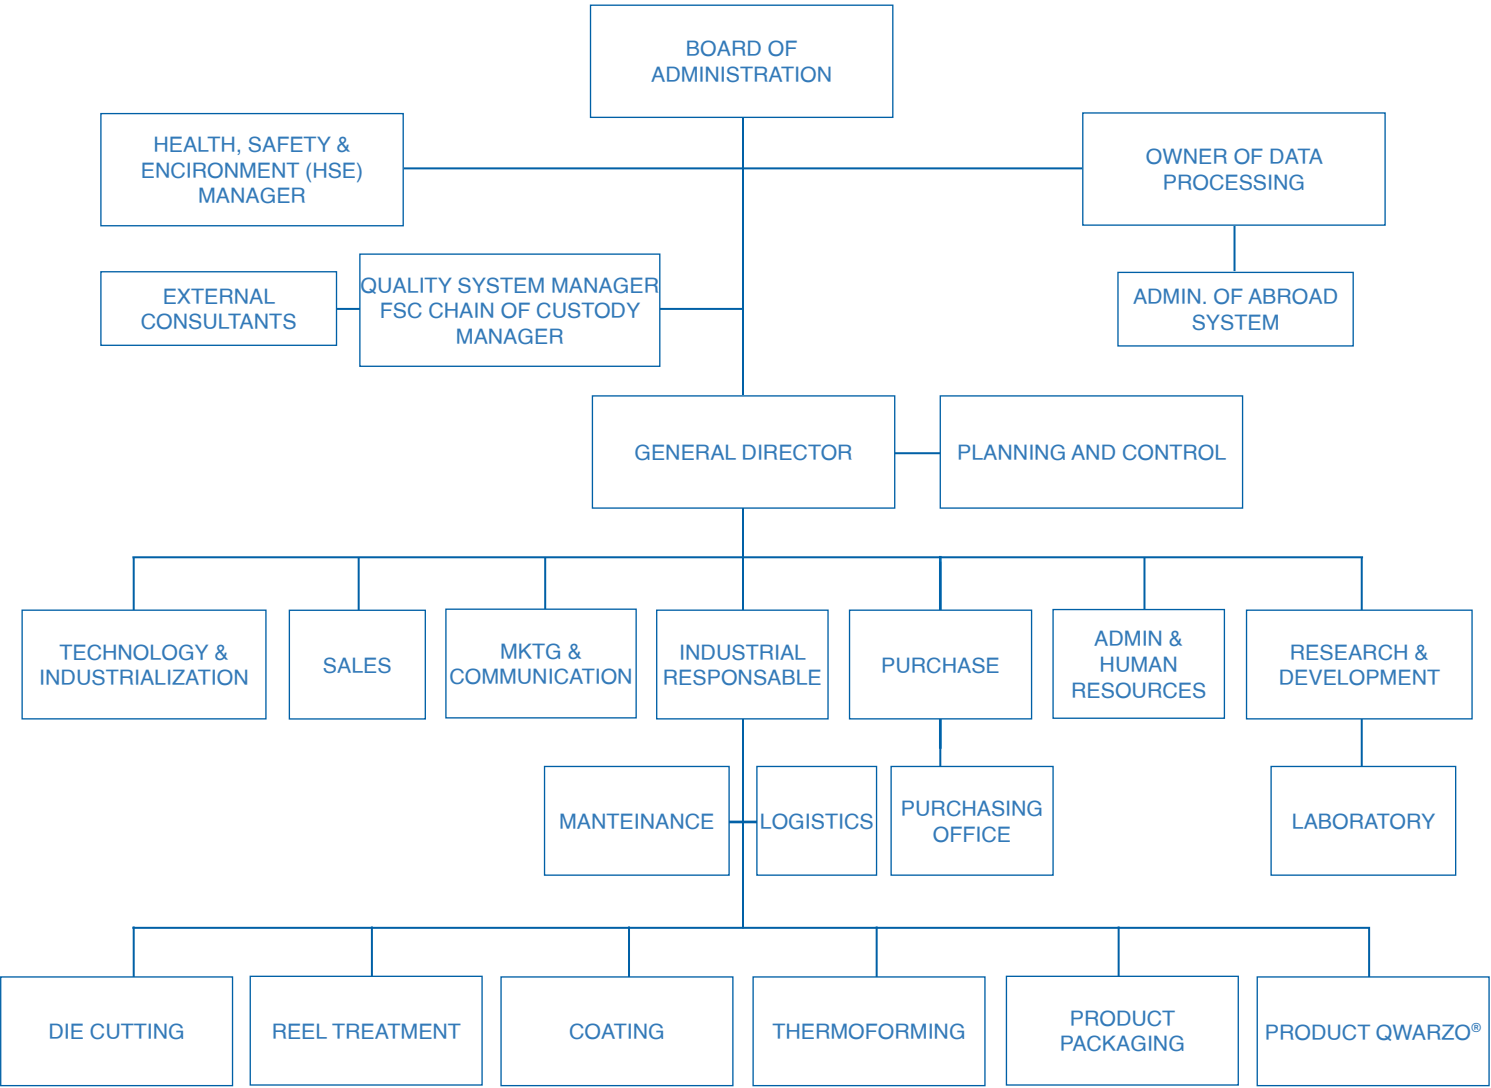 BOARD OF
ADMINISTRATION
HEALTH, SAFETY &
ENCIRONMENT (HSE)
MANAGER
OWNER OF DATA
PROCESSING
EXTERNAL
CONSULTANTS
QUALITY SYSTEM MANAGER
FSC CHAIN OF CUSTODY
MANAGER
ADMIN. OF ABROAD
SYSTEM
GENERAL DIRECTOR
PLANNING AND CONTROL
TECHNOLOGY &
INDUSTRIALIZATION
SALES
MKTG &
COMMUNICATION
INDUSTRIAL
RESPONSABLE
PURCHASE
ADMIN &
HUMAN
RESOURCES
RESEARCH &
DEVELOPMENT
MANTEINANCE
LOGISTICS
PURCHASING
OFFICE
LABORATORY
DIE CUTTING
REEL TREATMENT
COATING
THERMOFORMING
PRODUCT
PACKAGING
PRODUCT QWARZO®